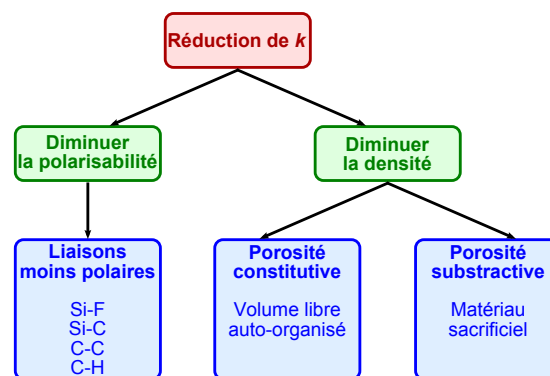 Réduction de k
Diminuer
la polarisabilité
Diminuer
la densité
Liaisons
moins polaires
Si-F
Si-C
C-C
C-H
Porosité
constitutive
Volume libre
auto-organisé
Porosité
substractive
Matériau
sacrificiel